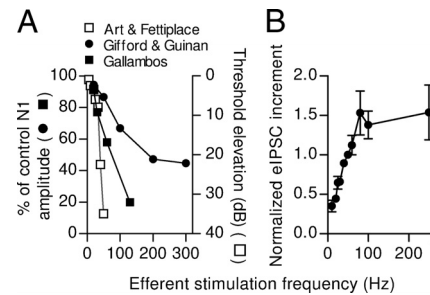 A
□ Art & Fettiplace
● Gifford & Guinan
■ Gallambos
% of control N1
amplitude ( ● ■ )
100
80
60
40
20
0
0 100 200 300
Threshold elevation (dB) ( □ )
0
10
20
30
40
B
Normalized eIPSC increment
2.0
1.5
1.0
0.5
0.0
0 100 200
Efferent stimulation frequency (Hz)